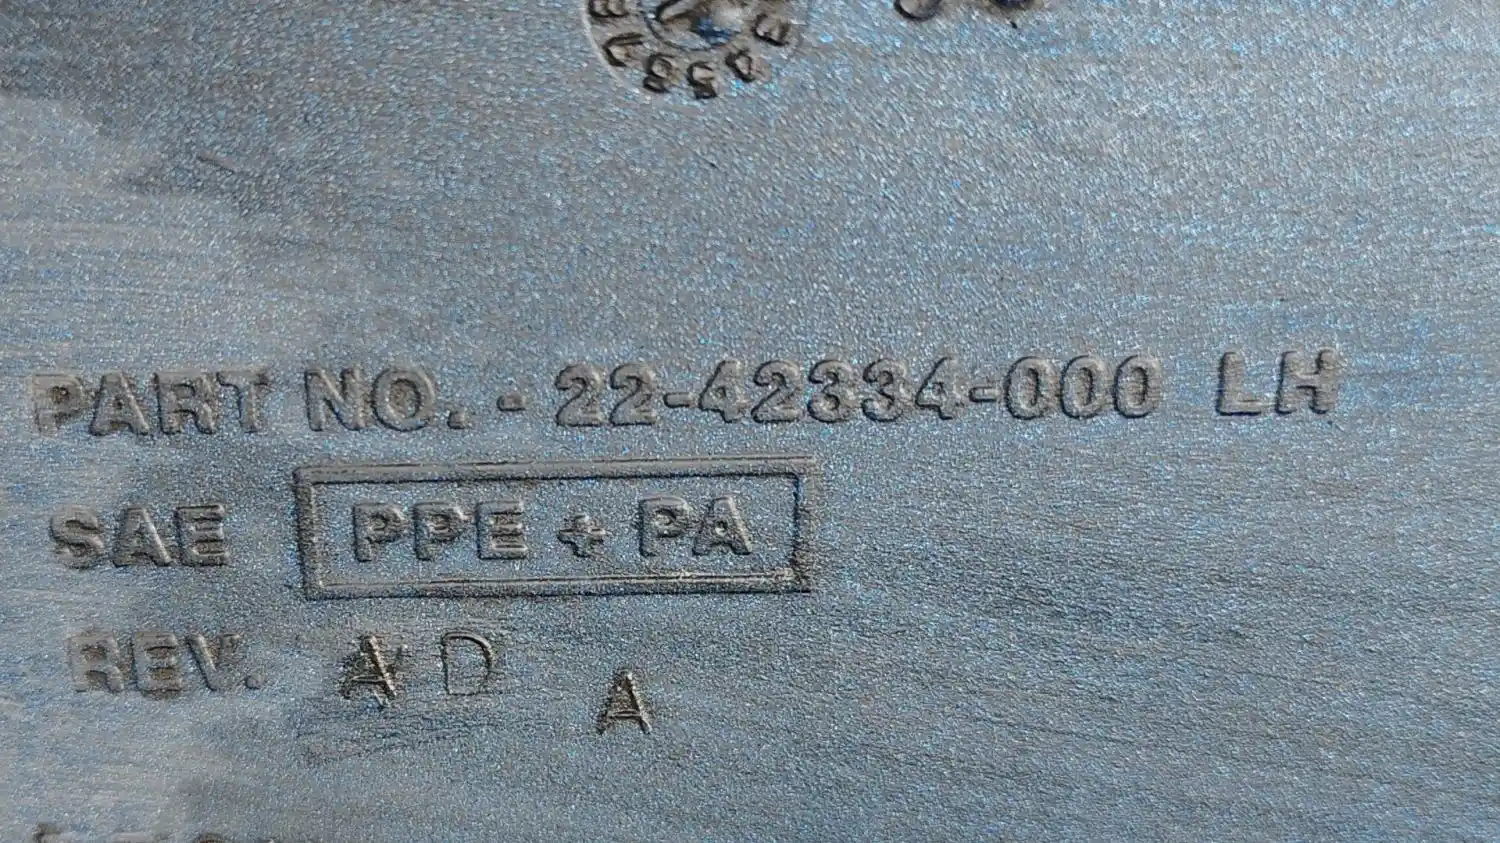 PART NO. - 22-42334-000 LH
SAE PPE + PA
REV. A D
A